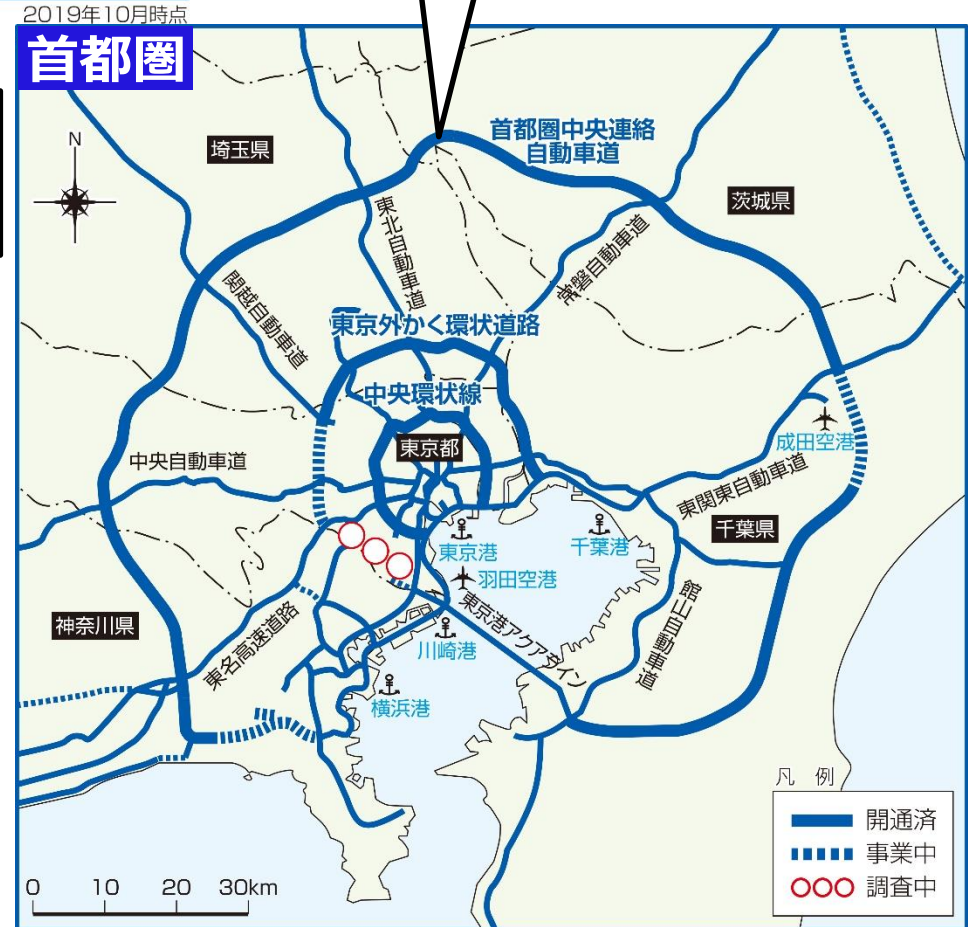 2019年10月時点
首都圏
N
埼玉県
首都圏中央連絡
自動車道
茨城県
東北自動車道
常磐自動車道
関越自動車道
東京外かく環状道路
中央環状線
東京都
中央自動車道
成田空港
東関東自動車道
千葉県
東京港
千葉港
羽田空港
神奈川県
東名高速道路
川崎港
東京港アクアライン
館山自動車道
横浜港
凡 例
開通済
事業中
調査中
0 10 20 30km